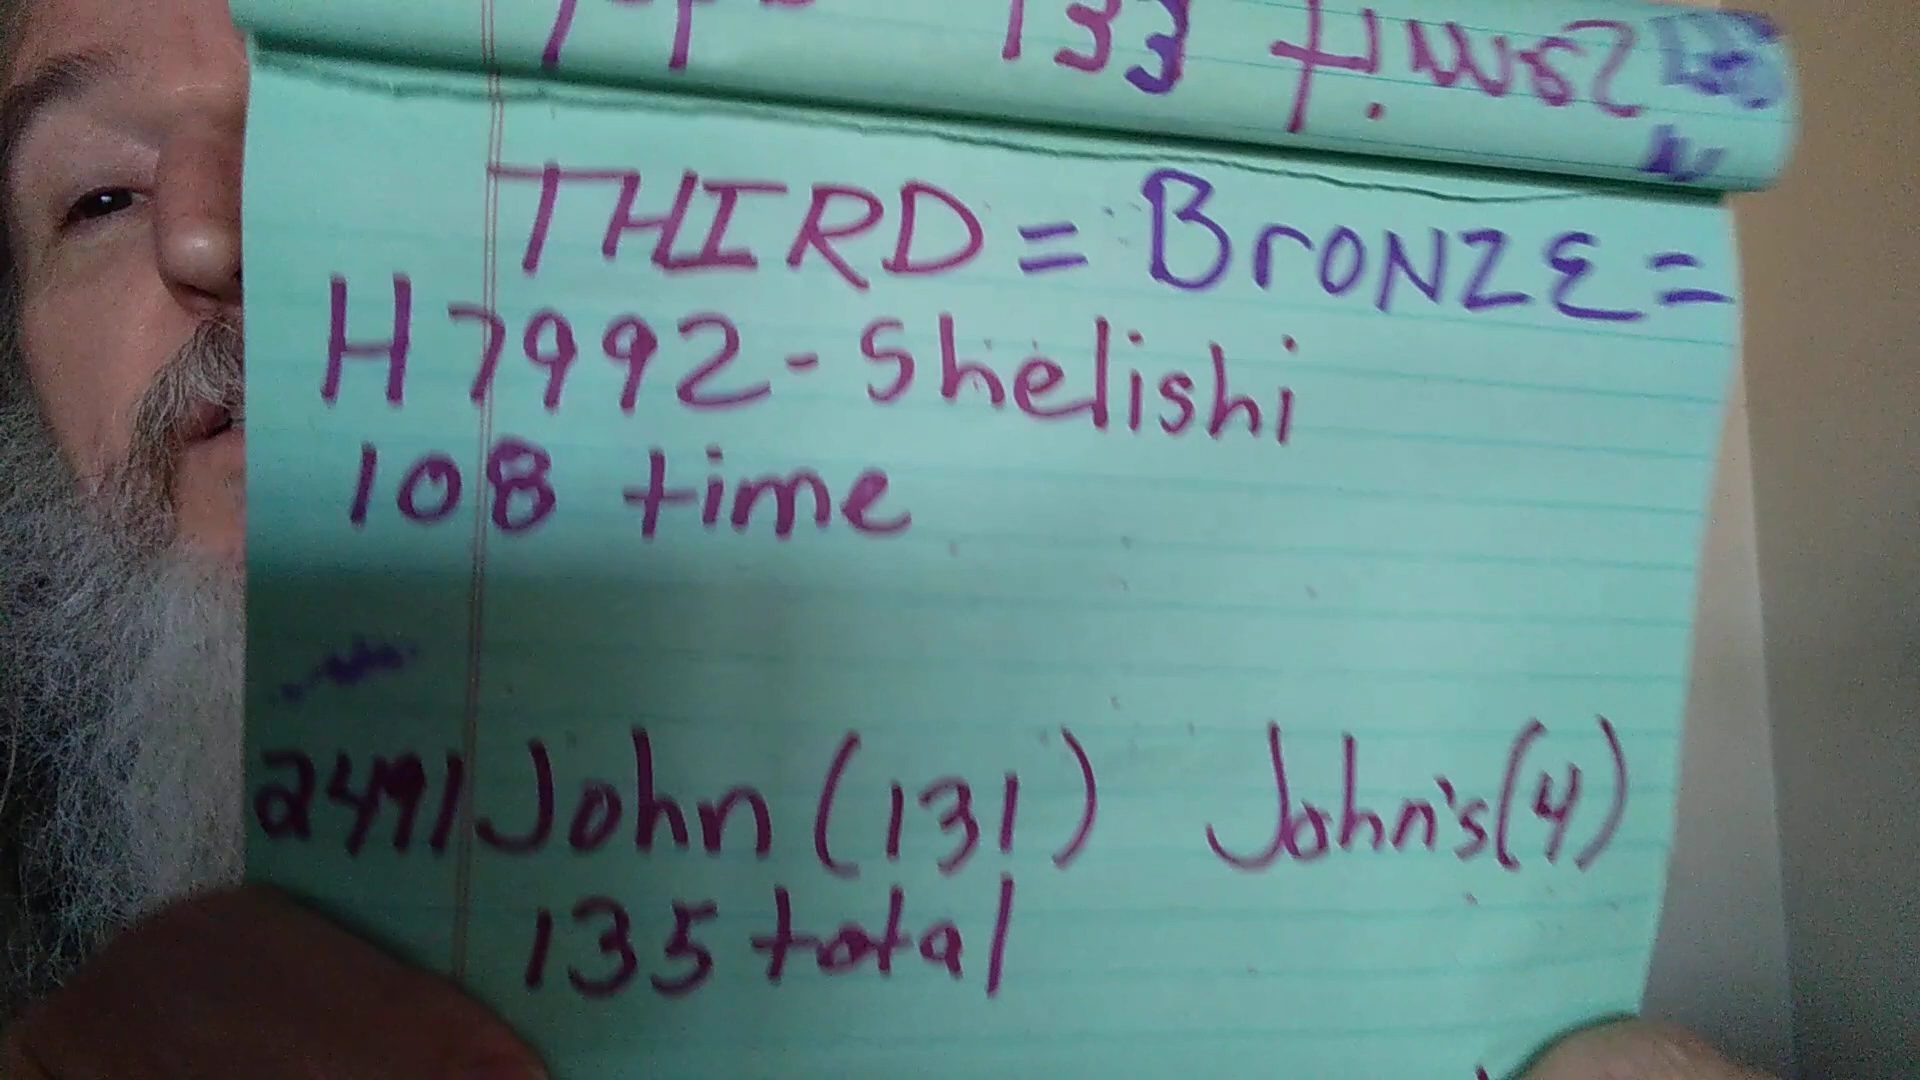 133
THIRD = BrONZE =
H7992 - Shelishi
108 time
2491 John (131) John's (4)
135 total